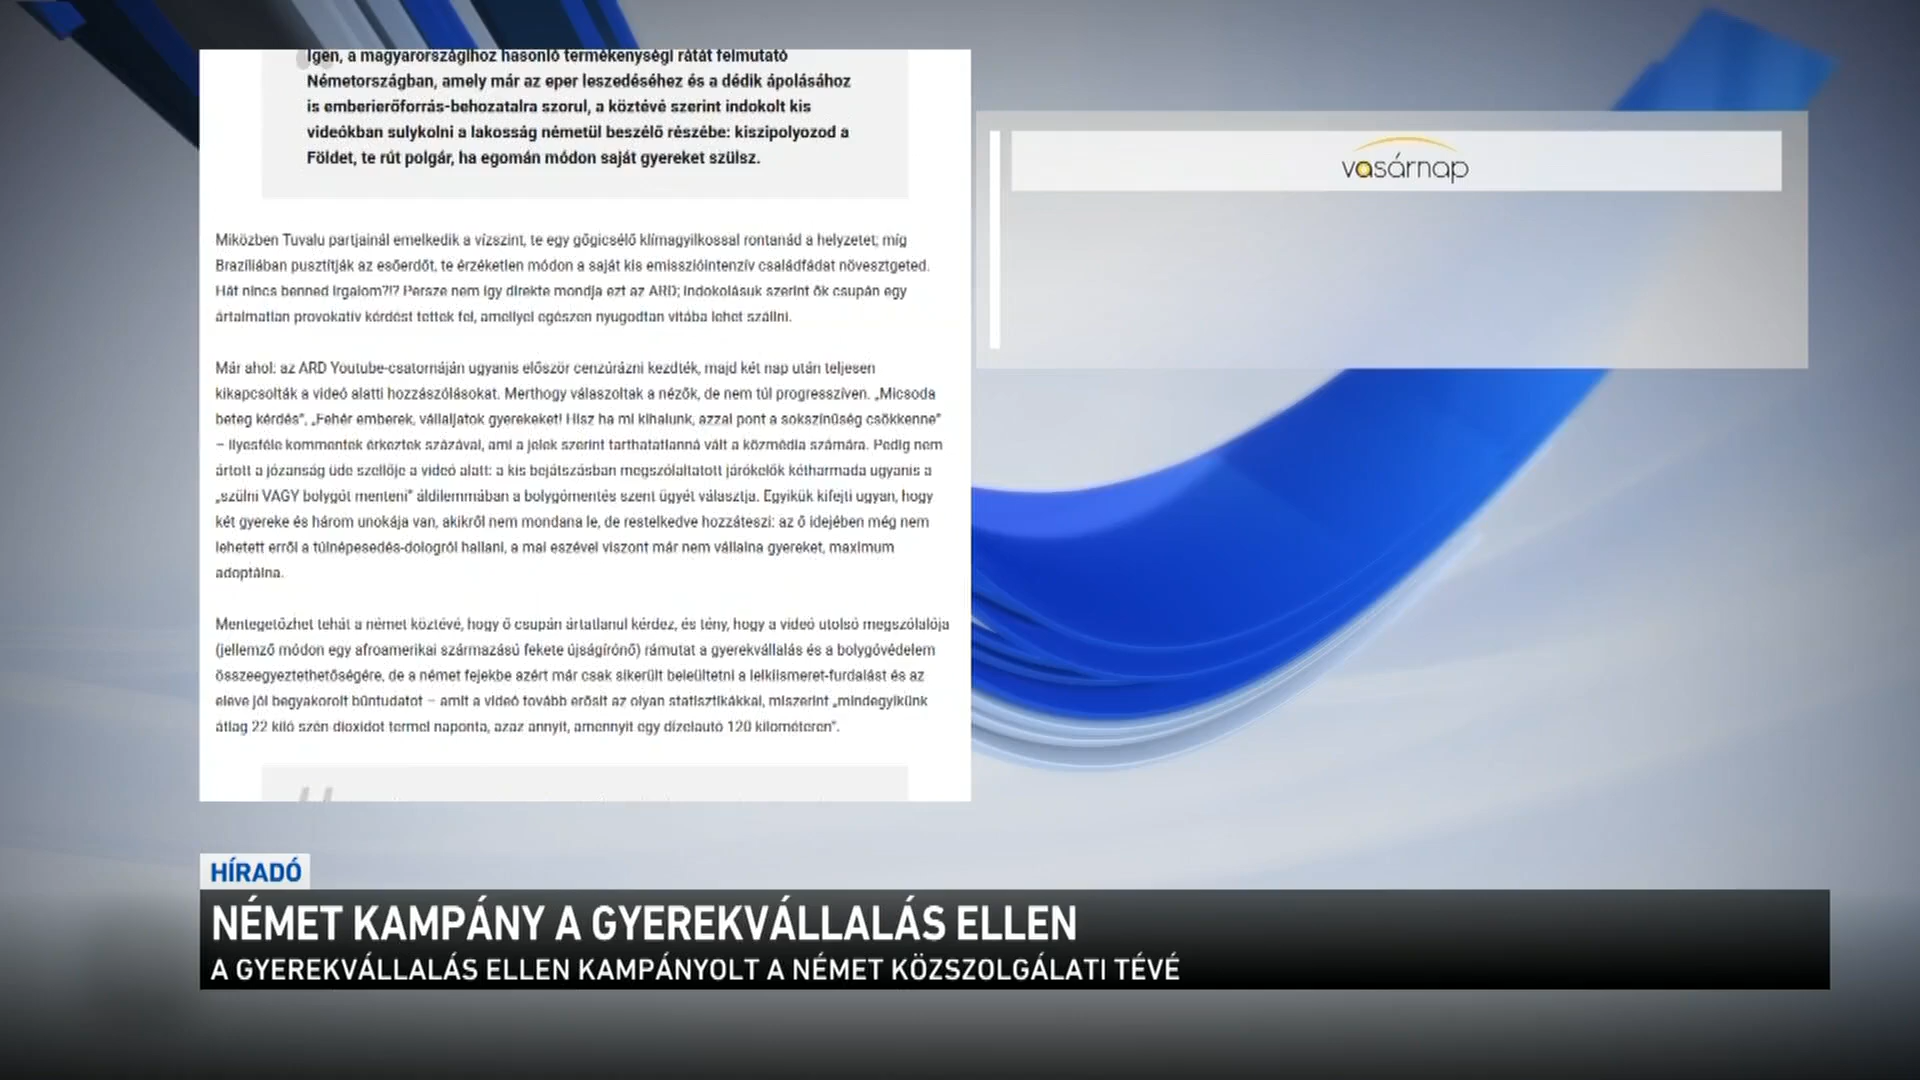 Igen, a magyarországihoz hasonló termékenységi rátát felmutató
Németországban, amely már az eper leszedéséhez és a dédik ápolásához
is emberierőforrás-behozatalra szorul, a köztévé szerint indokolt kis
videókban sulykolni a lakosság németül beszélő részébe: kiszipolyozod a
Földet, te rút polgár, ha egomán módon saját gyereket szülsz.
Miközben Tuvalu partjainál emelkedik a vízszint, te egy gőgicsélő klímagyilkossal rontanád a helyzetet; míg
Brazíliában pusztítják az esőerdőt, te érzéketlen módon a saját kis emisszióintenzív családfádat növesztgeted.
Hát nincs benned irgalom?!? Persze nem így direkte mondja ezt az ARD; indokolásuk szerint ők csupán egy
ártalmatlan provokatív kérdést tettek fel, amellyel egészen nyugodtan vitába lehet szállni.
Már ahol: az ARD Youtube-csatornáján ugyanis először cenzúrázni kezdték, majd két nap után teljesen
kikapcsolták a videó alatti hozzászólásokat. Merthogy válaszoltak a nézők, de nem túl progresszíven. „Micsoda
beteg kérdés”, „Fehér emberek, vállaljatok gyerekeket! Hisz ha mi kihalunk, azzal pont a sokszínűség csökkenne”
– ilyesféle kommentek érkeztek százával, ami a jelek szerint tarthatatlanná vált a közmédia számára. Pedig nem
ártott a józanság üde szellője a videó alatt: a kis bejátszásban megszólaltatott járókelők kétharmada ugyanis a
„szülni VAGY bolygót menteni” áldilemmában a bolygómentés szent ügyét választja. Egyikük kifejti ugyan, hogy
két gyereke és három unokája van, akikről nem mondana le, de restelkedve hozzáteszi: az ő idejében még nem
lehetett erről a túlnépesedés-dologról hallani, a mai eszével viszont már nem vállalna gyereket, maximum
adoptálna.
Mentegetőzhet tehát a német köztévé, hogy ő csupán ártatlanul kérdez, és tény, hogy a videó utolsó megszólalója
(jellemző módon egy afroamerikai származású fekete újságírónő) rámutat a gyerekvállalás és a bolygóvédelem
összeegyeztethetőségére, de a német fejekbe azért már csak sikerült beleültetni a lelkiismeret-furdalást és az
eleve jól begyakorolt bűntudatot – amit a videó tovább erősít az olyan statisztikákkal, miszerint „mindegyikünk
átlag 22 kiló szén-dioxidot termel naponta, azaz annyit, amennyit egy dízelautó 120 kilométeren”.
vasárnap
HÍRADÓ
NÉMET KAMPÁNY A GYEREKVÁLLALÁS ELLEN
A GYEREKVÁLLALÁS ELLEN KAMPÁNYOLT A NÉMET KÖZSZOLGÁLATI TÉVÉ